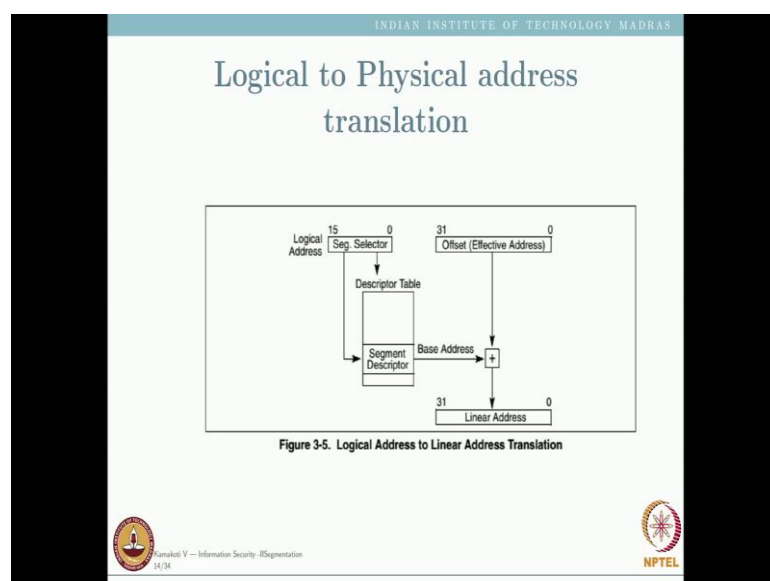 INDIAN INSTITUTE OF TECHNOLOGY MADRAS
Logical to Physical address
translation
15 0
31 0
Logical
Address
Seg. Selector
Offset (Effective Address)
Descriptor Table
Segment
Descriptor
Base Address
+
31 0
Linear Address
Figure 3-5. Logical Address to Linear Address Translation
Kamakoti V — Information Security -IISegmentation
14/34
NPTEL